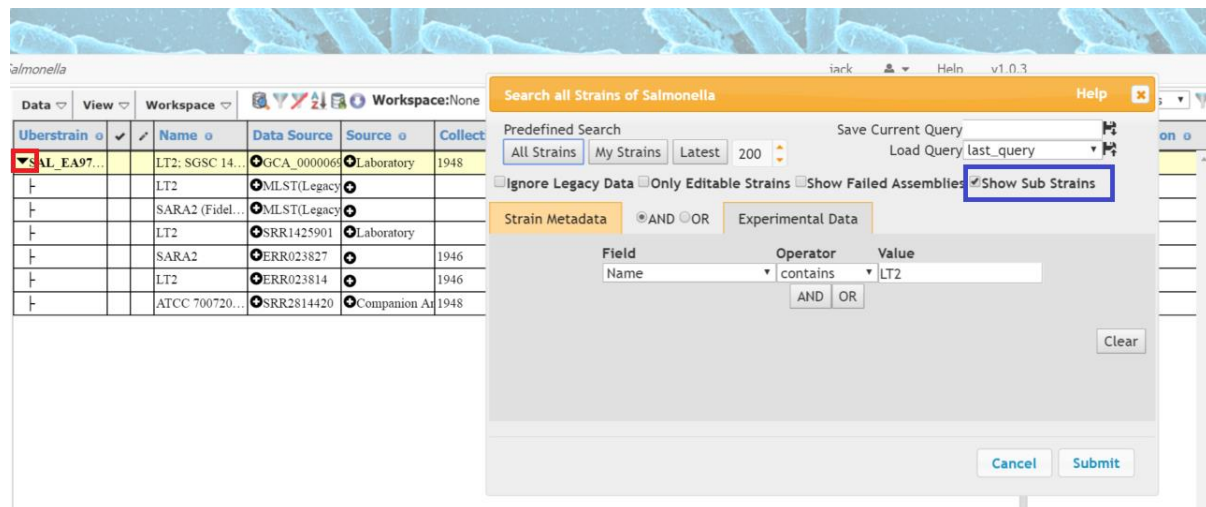 almonella jack Help v1.0.3
Data View Workspace Workspace:None
Uberstrain Name Data Source Source Collect
SAL_EA97... LT2; SGSC 14... GCA_0000069 Laboratory 1948
LT2 MLST(Legacy
SARA2 (Fidel... MLST(Legacy
LT2 SRR1425901 Laboratory
SARA2 ERR023827 1946
LT2 ERR023814 1946
ATCC 700720... SRR2814420 Companion An 1948
Search all Strains of Salmonella Help x
Predefined Search Save Current Query
All Strains My Strains Latest 200 Load Query last_query
Ignore Legacy Data Only Editable Strains Show Failed Assemblies Show Sub Strains
Strain Metadata AND OR Experimental Data
Field Operator Value
Name contains LT2
AND OR
Clear
Cancel Submit
s
on